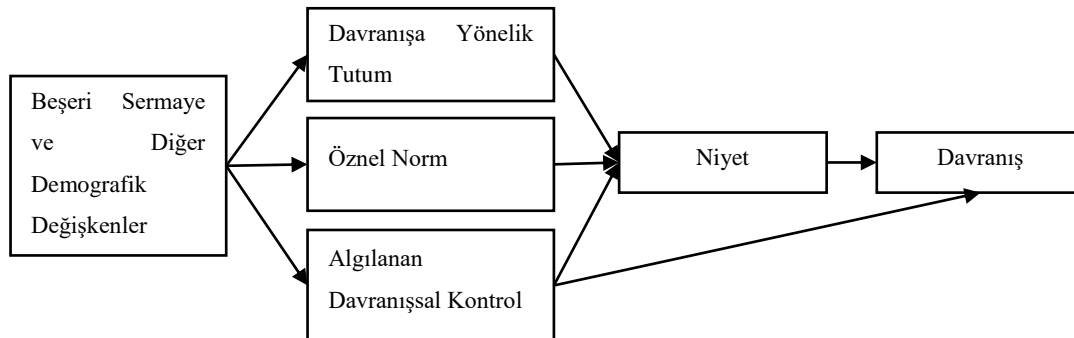 Beşeri Sermaye
ve Diğer
Demografik
Değişkenler
Davranışa Yönelik
Tutum
Öznel Norm
Algılanan
Davranışsal Kontrol
Niyet
Davranış